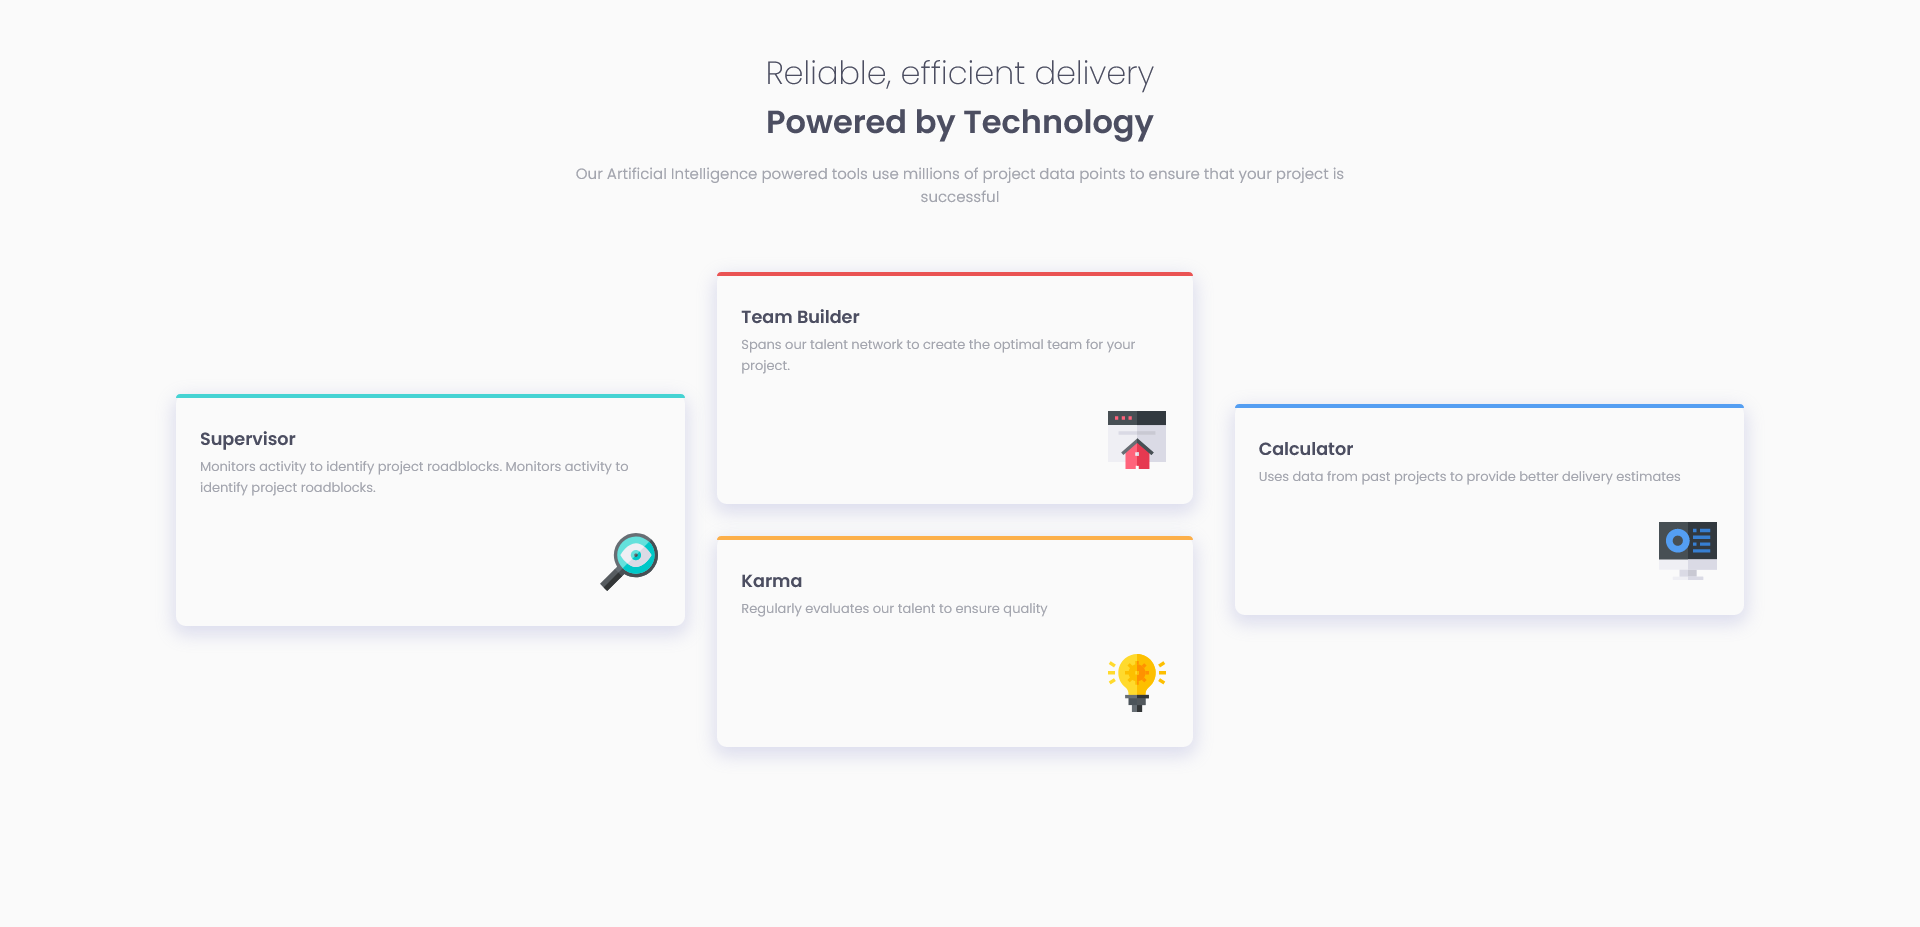 Reliable, efficient delivery
Powered by Technology
Our Artificial Intelligence powered tools use millions of project data points to ensure that your project is
successful
Supervisor
Monitors activity to identify project roadblocks. Monitors activity to
identify project roadblocks.
Team Builder
Spans our talent network to create the optimal team for your
project.
Karma
Regularly evaluates our talent to ensure quality
Calculator
Uses data from past projects to provide better delivery estimates